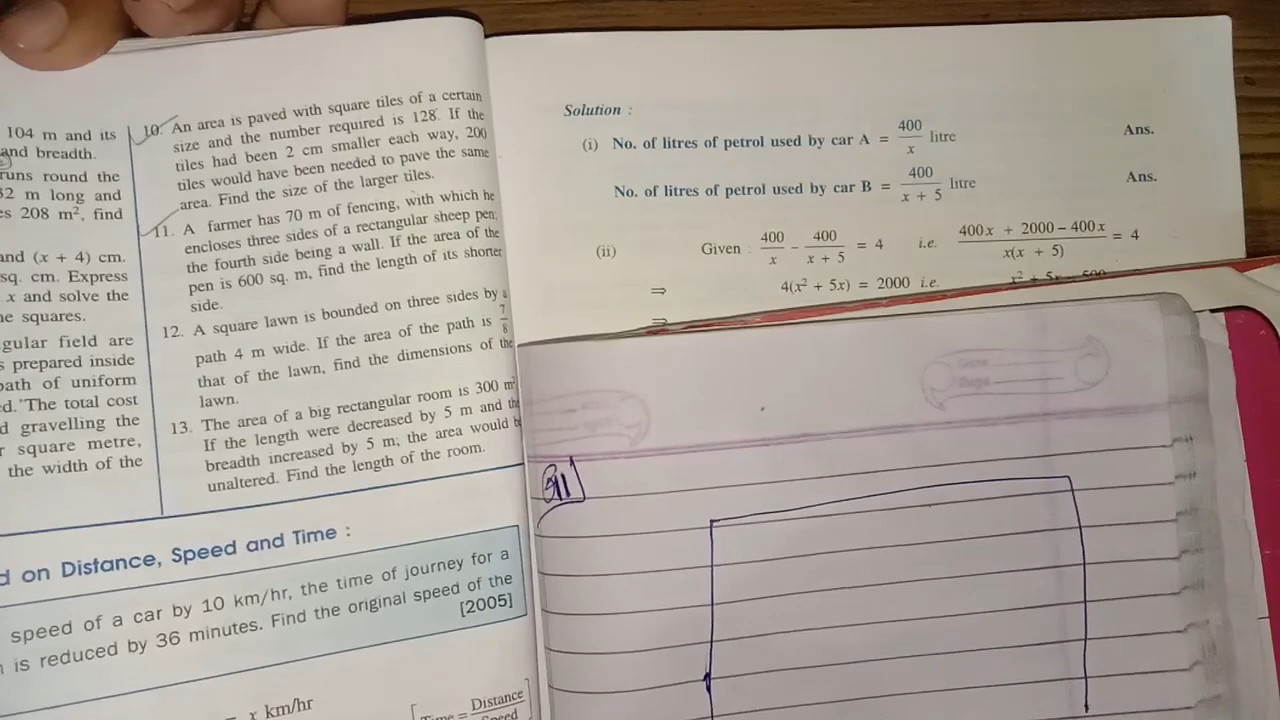 104 m and its
and breadth.
runs round the
32 m long and
es 208 m², find
and (x + 4) cm.
sq. cm. Express
x and solve the
he squares.
gular field are
s prepared inside
path of uniform
d. The total cost
d gravelling the
r square metre,
the width of the
10. An area is paved with square tiles of a certain
size and the number required is 128. If the
tiles had been 2 cm smaller each way, 200
tiles would have been needed to pave the same
area. Find the size of the larger tiles.
11. A farmer has 70 m of fencing, with which he
encloses three sides of a rectangular sheep pen;
the fourth side being a wall. If the area of the
pen is 600 sq. m, find the length of its shorter
side.
12. A square lawn is bounded on three sides by a
path 4 m wide. If the area of the path is 7/8
that of the lawn, find the dimensions of the
lawn.
13. The area of a big rectangular room is 300 m²
If the length were decreased by 5 m and the
breadth increased by 5 m; the area would b
unaltered. Find the length of the room.
d on Distance, Speed and Time :
speed of a car by 10 km/hr, the time of journey for a
is reduced by 36 minutes. Find the original speed of the
[2005]
x km/hr
[Time = Distance/Speed
Solution :
(i) No. of litres of petrol used by car A = 400/x litre Ans.
No. of litres of petrol used by car B = 400/(x + 5) litre Ans.
(ii) Given : 400/x − 400/(x + 5) = 4 i.e. (400x + 2000 − 400x)/(x(x + 5)) = 4
⇒ 4(x² + 5x) = 2000 i.e. x² + 5x − 500
⇒
Date
Page
11